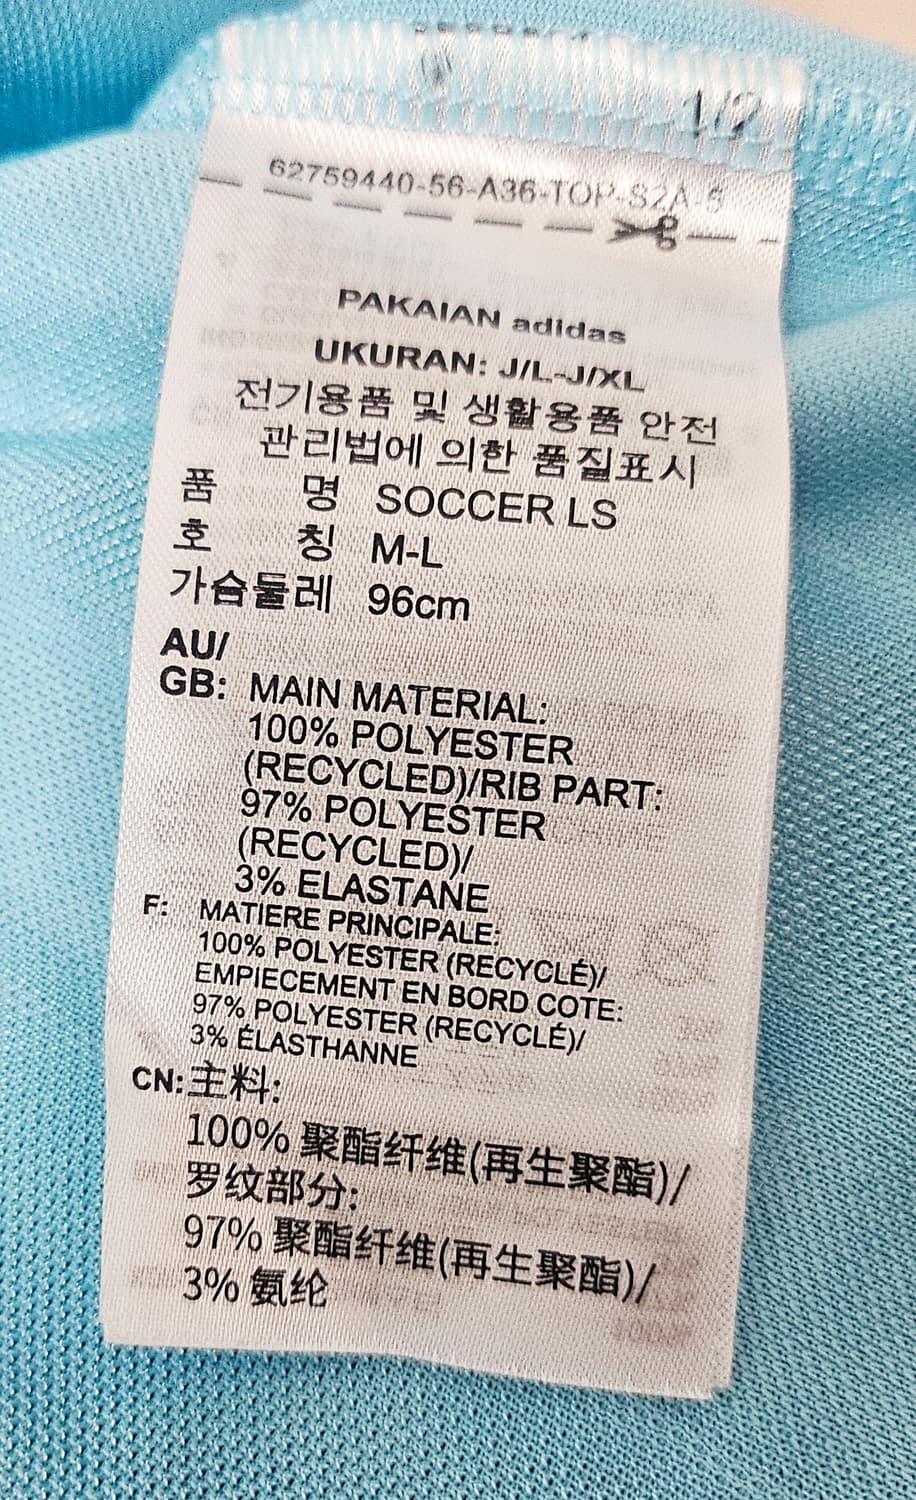 1/2
62759440-56-A36-TOP-S2A-5
PAKAIAN adidas
UKURAN: J/L~J/XL
전기용품 및 생활용품 안전
관리법에 의한 품질표시
품 명 SOCCER LS
호 칭 M-L
가슴둘레 96cm
AU/
GB: MAIN MATERIAL:
100% POLYESTER
(RECYCLED)/RIB PART:
97% POLYESTER
(RECYCLED)/
3% ELASTANE
F: MATIERE PRINCIPALE:
100% POLYESTER (RECYCLÉ)/
EMPIECEMENT EN BORD COTE:
97% POLYESTER (RECYCLÉ)/
3% ÉLASTHANNE
CN:主料:
100% 聚酯纤维(再生聚酯)/
罗纹部分:
97% 聚酯纤维(再生聚酯)/
3% 氨纶